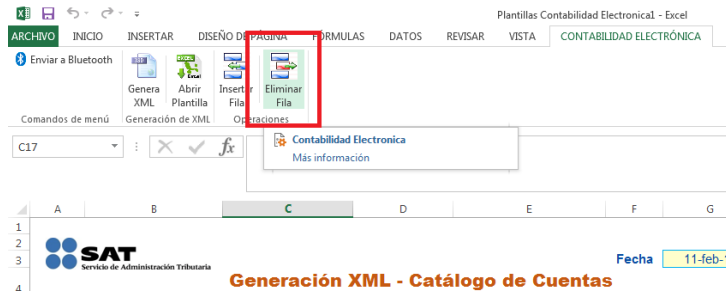 Plantillas Contabilidad Electronica1 - Excel
ARCHIVO INICIO INSERTAR DISEÑO DE PÁGINA FÓRMULAS DATOS REVISAR VISTA CONTABILIDAD ELECTRÓNICA
Enviar a Bluetooth
Genera XML
Abrir Plantilla
Insertar Fila
Eliminar Fila
Comandos de menú Generación de XML Operaciones
C17 fx
Contabilidad Electronica
Más información
A B C D E F G
1
2
3
4
SAT
Servicio de Administración Tributaria
Fecha 11-feb-
Generación XML - Catálogo de Cuentas